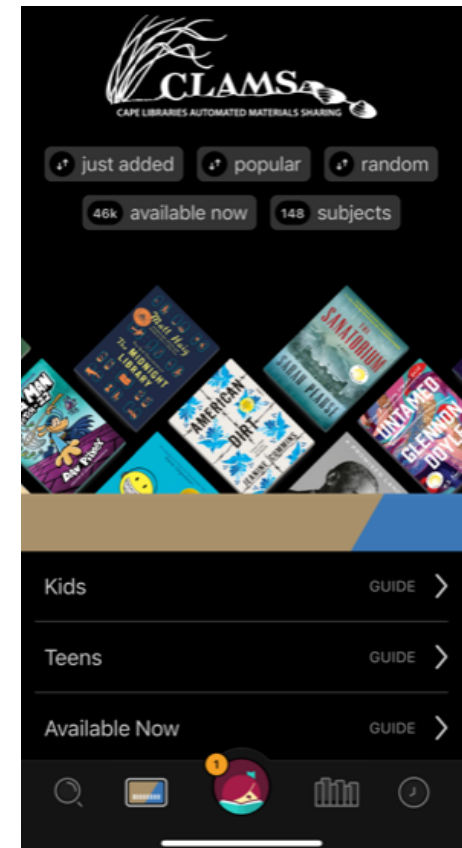 CLAMS
CAPE LIBRARIES AUTOMATED MATERIALS SHARING
just added
popular
random
46k available now
148 subjects
Matt Haig
The MIDNIGHT LIBRARY
THE SANATORIUM
SARAH PEARSE
MAN
Dav Pilkey
AMERICAN DIRT
JEANINE CUMMINS
UNTAMED
GLENNON DOYLE
Kids GUIDE
Teens GUIDE
Available Now GUIDE
1